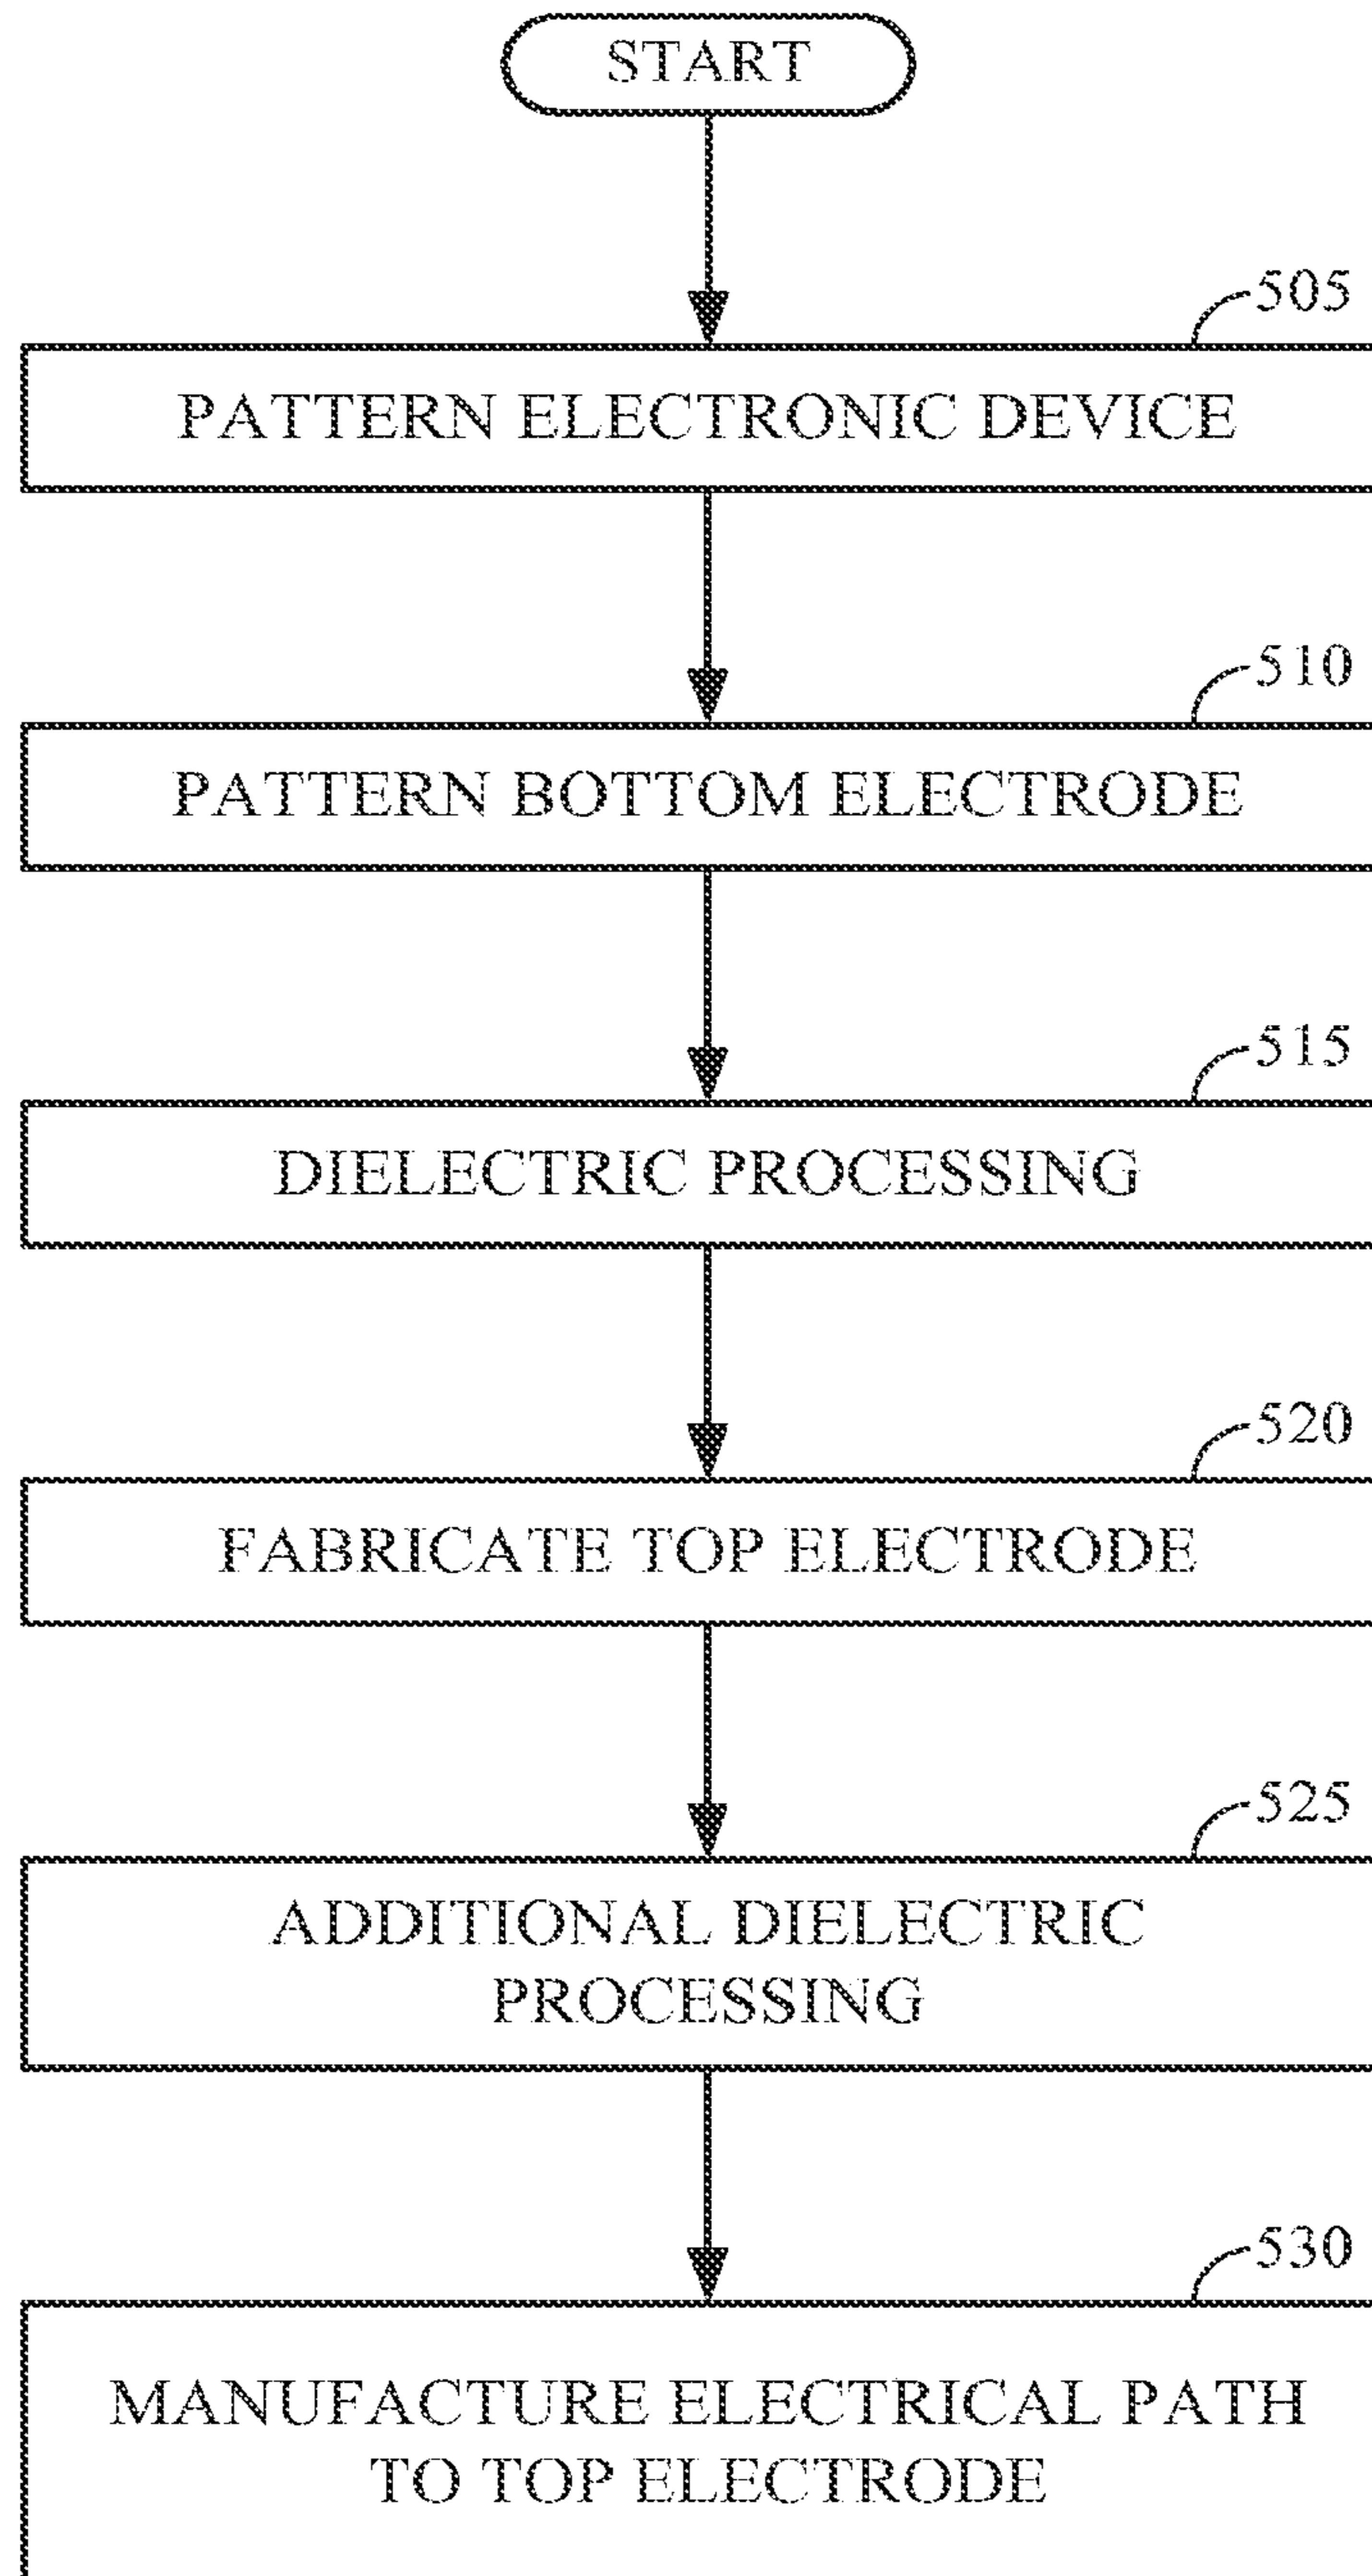 START
505
PATTERN ELECTRONIC DEVICE
510
PATTERN BOTTOM ELECTRODE
515
DIELECTRIC PROCESSING
520
FABRICATE TOP ELECTRODE
525
ADDITIONAL DIELECTRIC
PROCESSING
530
MANUFACTURE ELECTRICAL PATH
TO TOP ELECTRODE